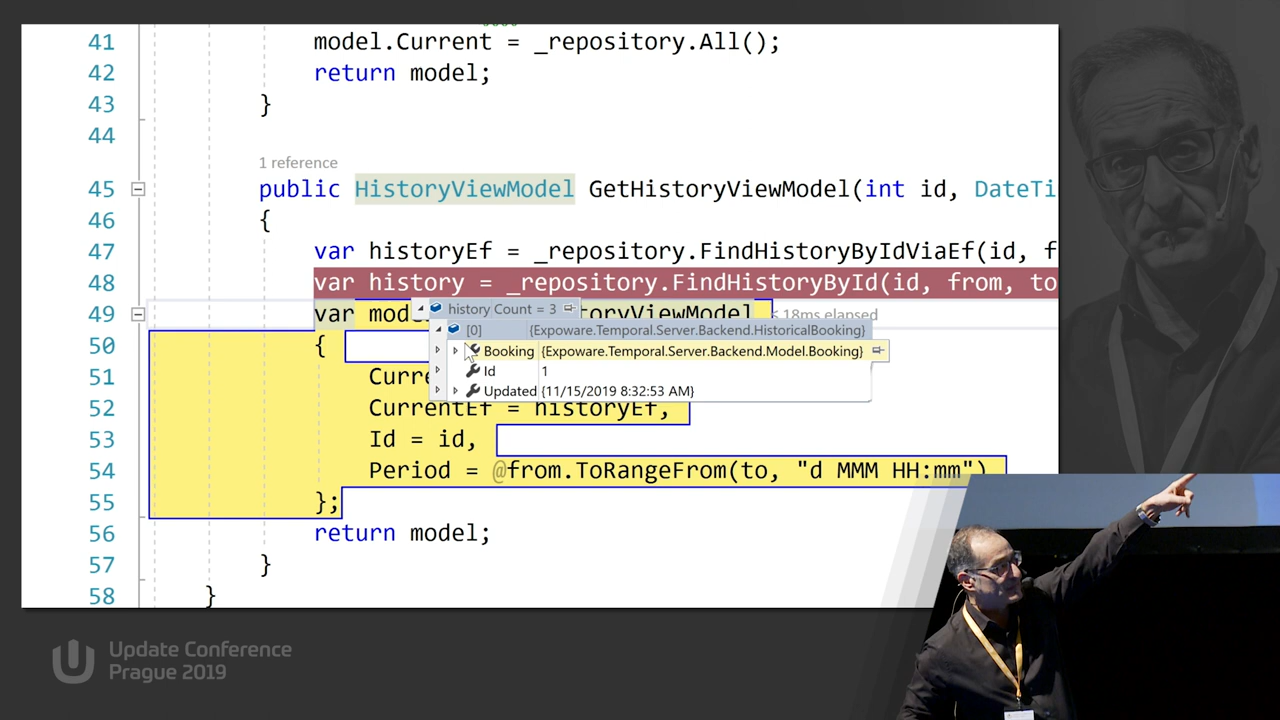 41 model.Current = _repository.All();
42 return model;
43 }
44
1 reference
45 public HistoryViewModel GetHistoryViewModel(int id, DateTi
46 {
47 var historyEf = _repository.FindHistoryByIdViaEf(id, f
48 var history = _repository.FindHistoryById(id, from, to
history Count = 3
49 var mod toryViewModel ≤ 18ms elapsed
[0] {Expoware.Temporal.Server.Backend.HistoricalBooking}
50 {
Booking {Expoware.Temporal.Server.Backend.Model.Booking}
51 Curre
Id 1
Updated {11/15/2019 8:32:53 AM}
52 CurrentEf = historyEf,
53 Id = id,
54 Period = @from.ToRangeFrom(to, "d MMM HH:mm")
55 };
56 return model;
57 }
58 }
Update Conference
Prague 2019